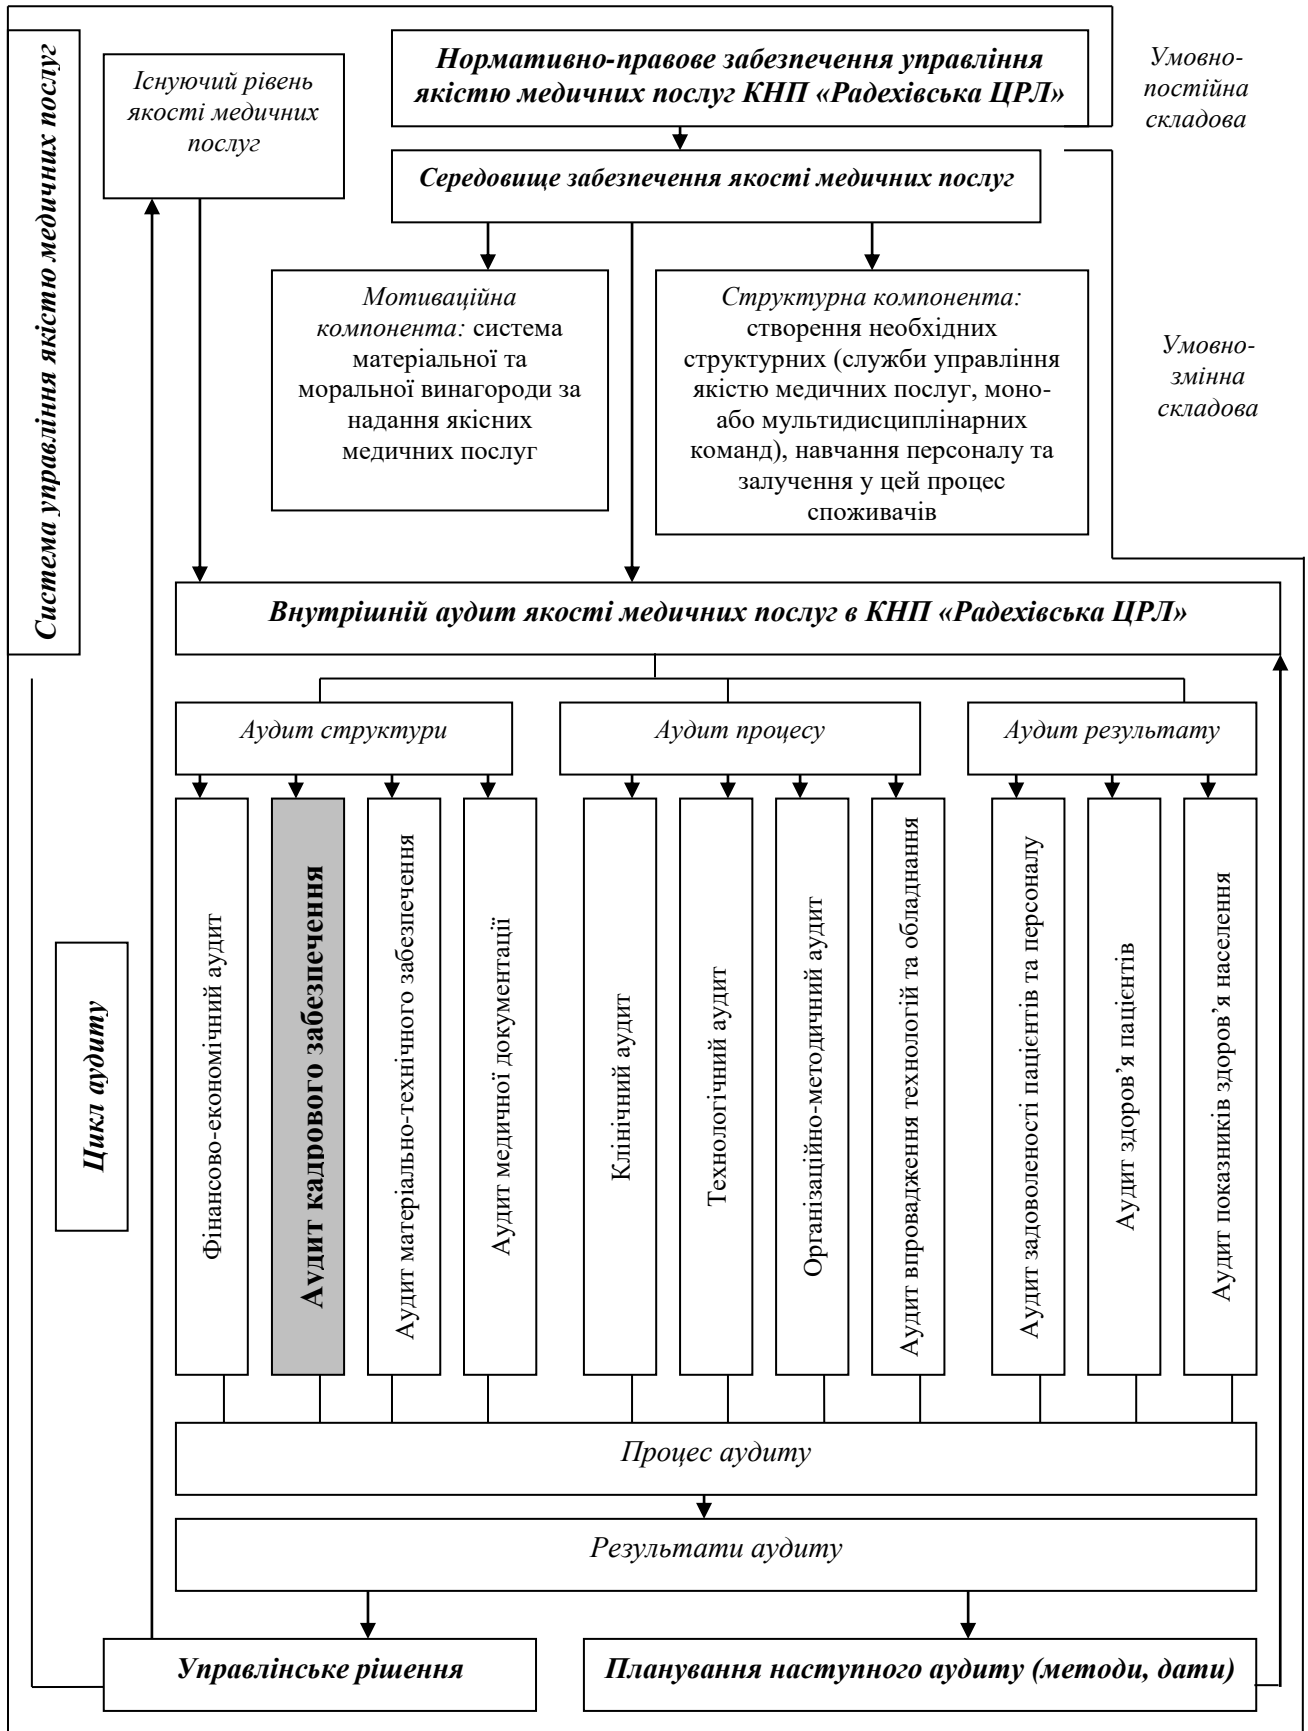 Система управління якістю медичних послуг
Існуючий рівень
якості медичних
послуг
Нормативно-правове забезпечення управління
якістю медичних послуг КНП «Радехівська ЦРЛ»
Умовно-
постійна
складова
Середовище забезпечення якості медичних послуг
Мотиваційна
компонента: система
матеріальної та
моральної винагороди за
надання якісних
медичних послуг
Структурна компонента:
створення необхідних
структурних (служби управління
якістю медичних послуг, моно-
або мультидисциплінарних
команд), навчання персоналу та
залучення у цей процес
споживачів
Умовно-
змінна
складова
Внутрішній аудит якості медичних послуг в КНП «Радехівська ЦРЛ»
Цикл аудиту
Аудит структури
Аудит процесу
Аудит результату
Фінансово-економічний аудит
Аудит кадрового забезпечення
Аудит матеріально-технічного забезпечення
Аудит медичної документації
Клінічний аудит
Технологічний аудит
Організаційно-методичний аудит
Аудит впровадження технологій та обладнання
Аудит задоволеності пацієнтів та персоналу
Аудит здоров’я пацієнтів
Аудит показників здоров’я населення
Процес аудиту
Результати аудиту
Управлінське рішення
Планування наступного аудиту (методи, дати)